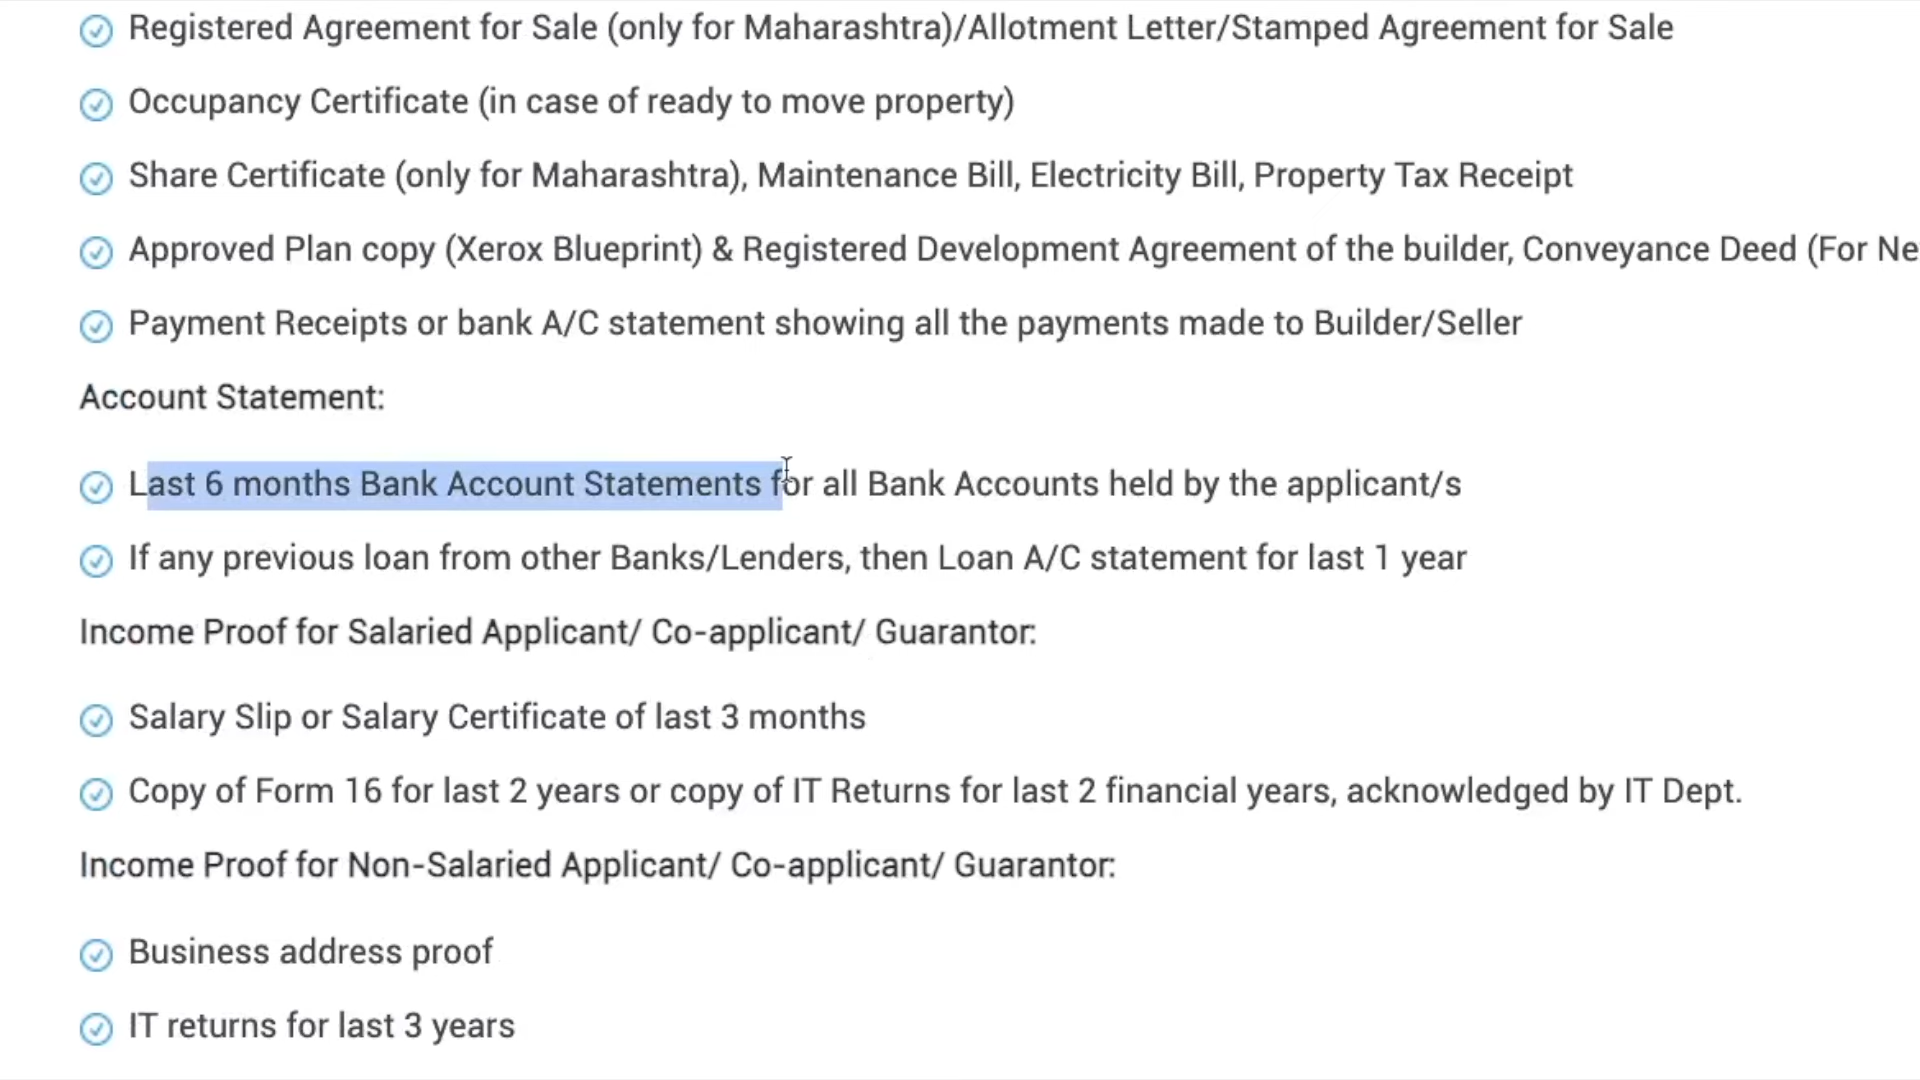 Registered Agreement for Sale (only for Maharashtra)/Allotment Letter/Stamped Agreement for Sale
Occupancy Certificate (in case of ready to move property)
Share Certificate (only for Maharashtra), Maintenance Bill, Electricity Bill, Property Tax Receipt
Approved Plan copy (Xerox Blueprint) & Registered Development Agreement of the builder, Conveyance Deed (For
Payment Receipts or bank A/C statement showing all the payments made to Builder/Seller
Account Statement:
Last 6 months Bank Account Statements for all Bank Accounts held by the applicant/s
If any previous loan from other Banks/Lenders, then Loan A/C statement for last 1 year
Income Proof for Salaried Applicant/ Co-applicant/ Guarantor:
Salary Slip or Salary Certificate of last 3 months
Copy of Form 16 for last 2 years or copy of IT Returns for last 2 financial years, acknowledged by IT Dept.
Income Proof for Non-Salaried Applicant/ Co-applicant/ Guarantor:
Business address proof
IT returns for last 3 years